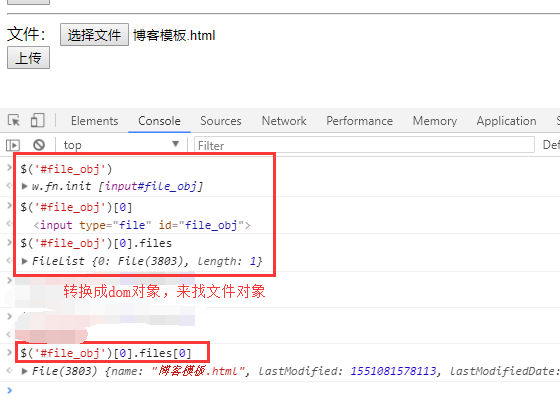 文件： 选择文件 博客模板.html
上传
Elements Console Sources Network Performance Memory Application
top Filter Def
> $('#file_obj')
< ▶ w.fn.init [input#file_obj]
> $('#file_obj')[0]
< <input type="file" id="file_obj">
> $('#file_obj')[0].files
< ▶ FileList {0: File(3803), length: 1}
转换成dom对象，来找文件对象
> $('#file_obj')[0].files[0]
< ▶ File(3803) {name: "博客模板.html", lastModified: 1551081578113, lastModifiedDate:
>